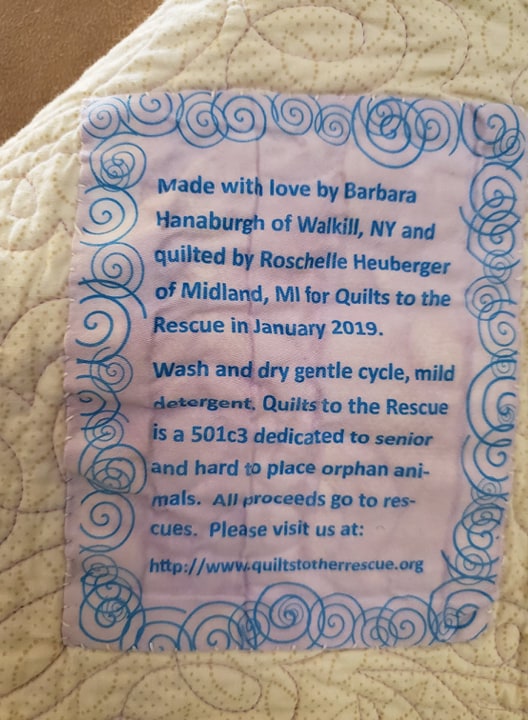 Made with love by Barbara
Hanaburgh of Walkill, NY and
quilted by Roschelle Heuberger
of Midland, MI for Quilts to the
Rescue in January 2019.
Wash and dry gentle cycle, mild
detergent. Quilts to the Rescue
is a 501c3 dedicated to senior
and hard to place orphan ani-
mals. All proceeds go to res-
cues. Please visit us at:
http://www.quiltstotherrescue.org